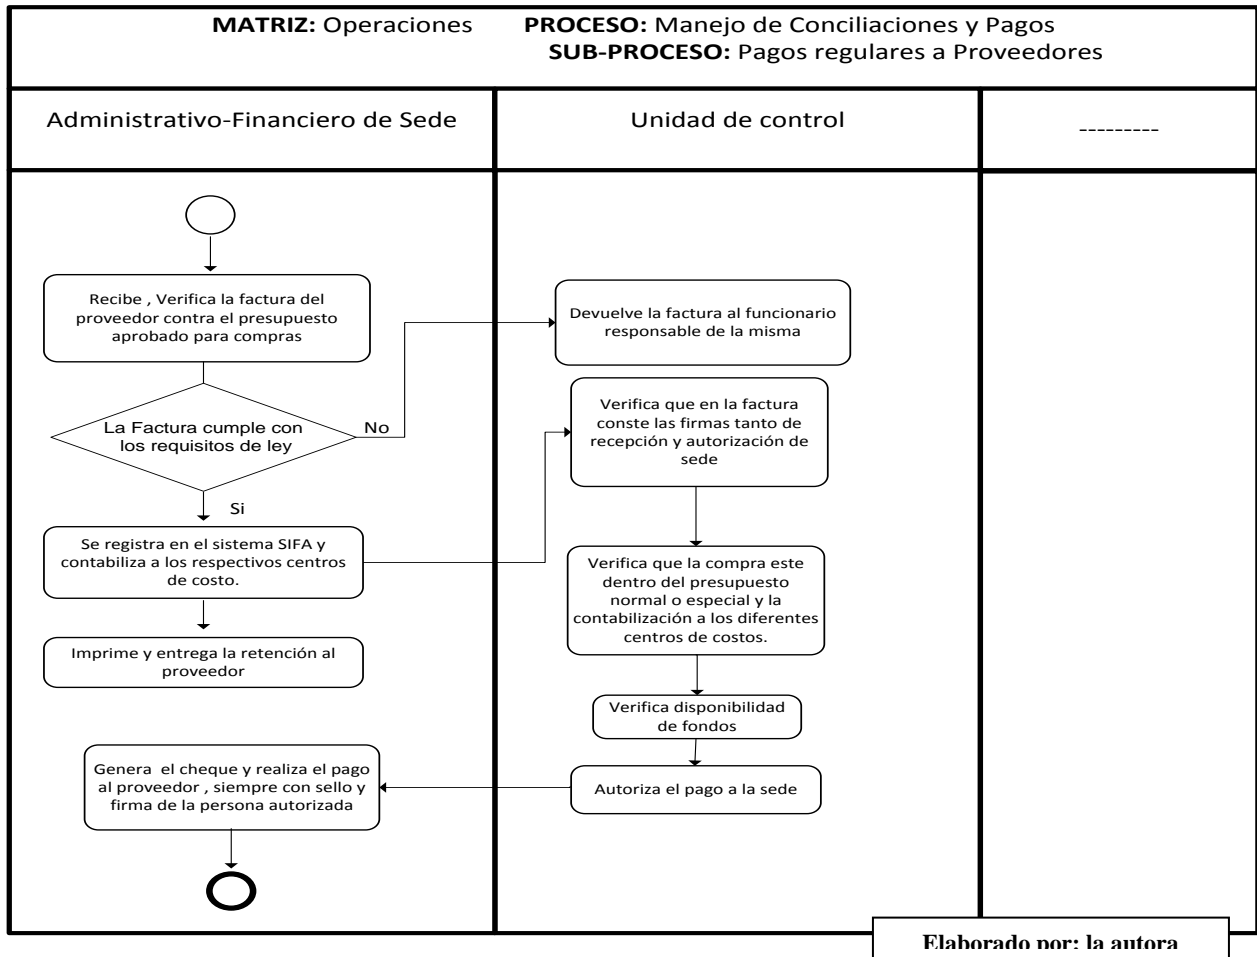 MATRIZ: Operaciones PROCESO: Manejo de Conciliaciones y Pagos
SUB-PROCESO: Pagos regulares a Proveedores
Administrativo-Financiero de Sede
Unidad de control
---------
Recibe , Verifica la factura del
proveedor contra el presupuesto
aprobado para compras
Devuelve la factura al funcionario
responsable de la misma
La Factura cumple con
los requisitos de ley
No
Si
Verifica que en la factura
conste las firmas tanto de
recepción y autorización de
sede
Se registra en el sistema SIFA y
contabiliza a los respectivos centros
de costo.
Verifica que la compra este
dentro del presupuesto
normal o especial y la
contabilización a los diferentes
centros de costos.
Imprime y entrega la retención al
proveedor
Verifica disponibilidad
de fondos
Autoriza el pago a la sede
Genera el cheque y realiza el pago
al proveedor , siempre con sello y
firma de la persona autorizada
Elaborado por: la autora